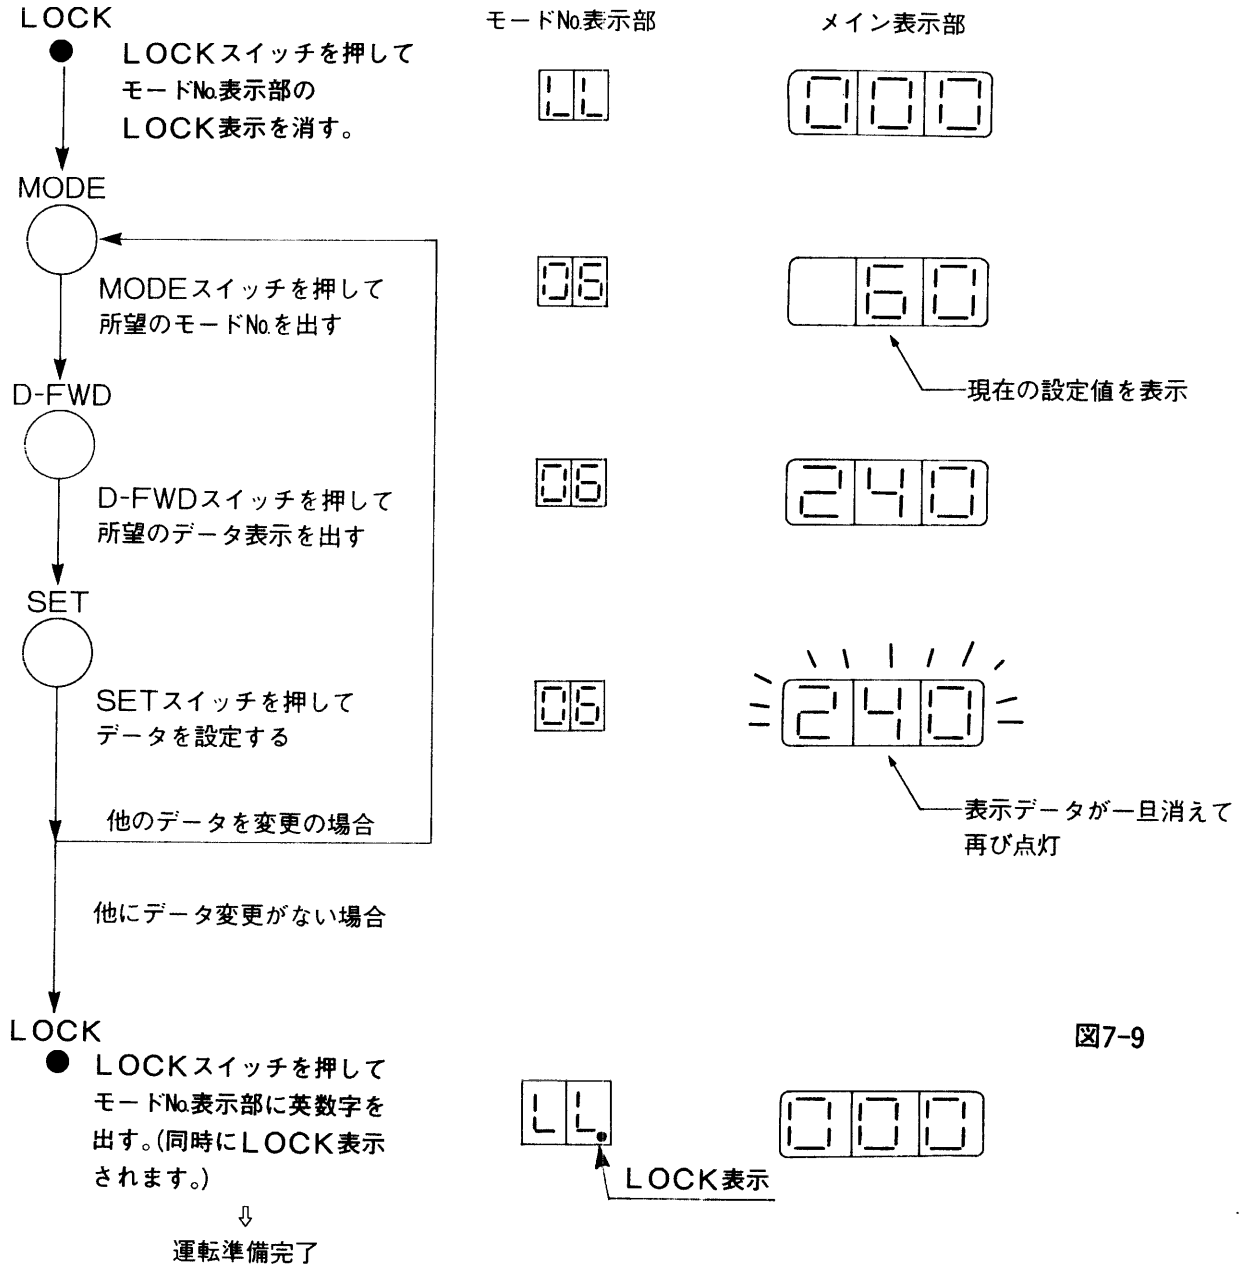 LOCK
モードNo.表示部
メイン表示部
LOCKスイッチを押して
モードNo.表示部の
LOCK表示を消す。
LL
000
MODE
MODEスイッチを押して
所望のモードNo.を出す
06
60
現在の設定値を表示
D-FWD
D-FWDスイッチを押して
所望のデータ表示を出す
06
240
SET
SETスイッチを押して
データを設定する
06
240
表示データが一旦消えて
再び点灯
他のデータを変更の場合
他にデータ変更がない場合
LOCK
図7-9
LOCKスイッチを押して
モードNo.表示部に英数字を
出す。(同時にLOCK表示
されます。)
LL.
000
LOCK表示
⇩
運転準備完了